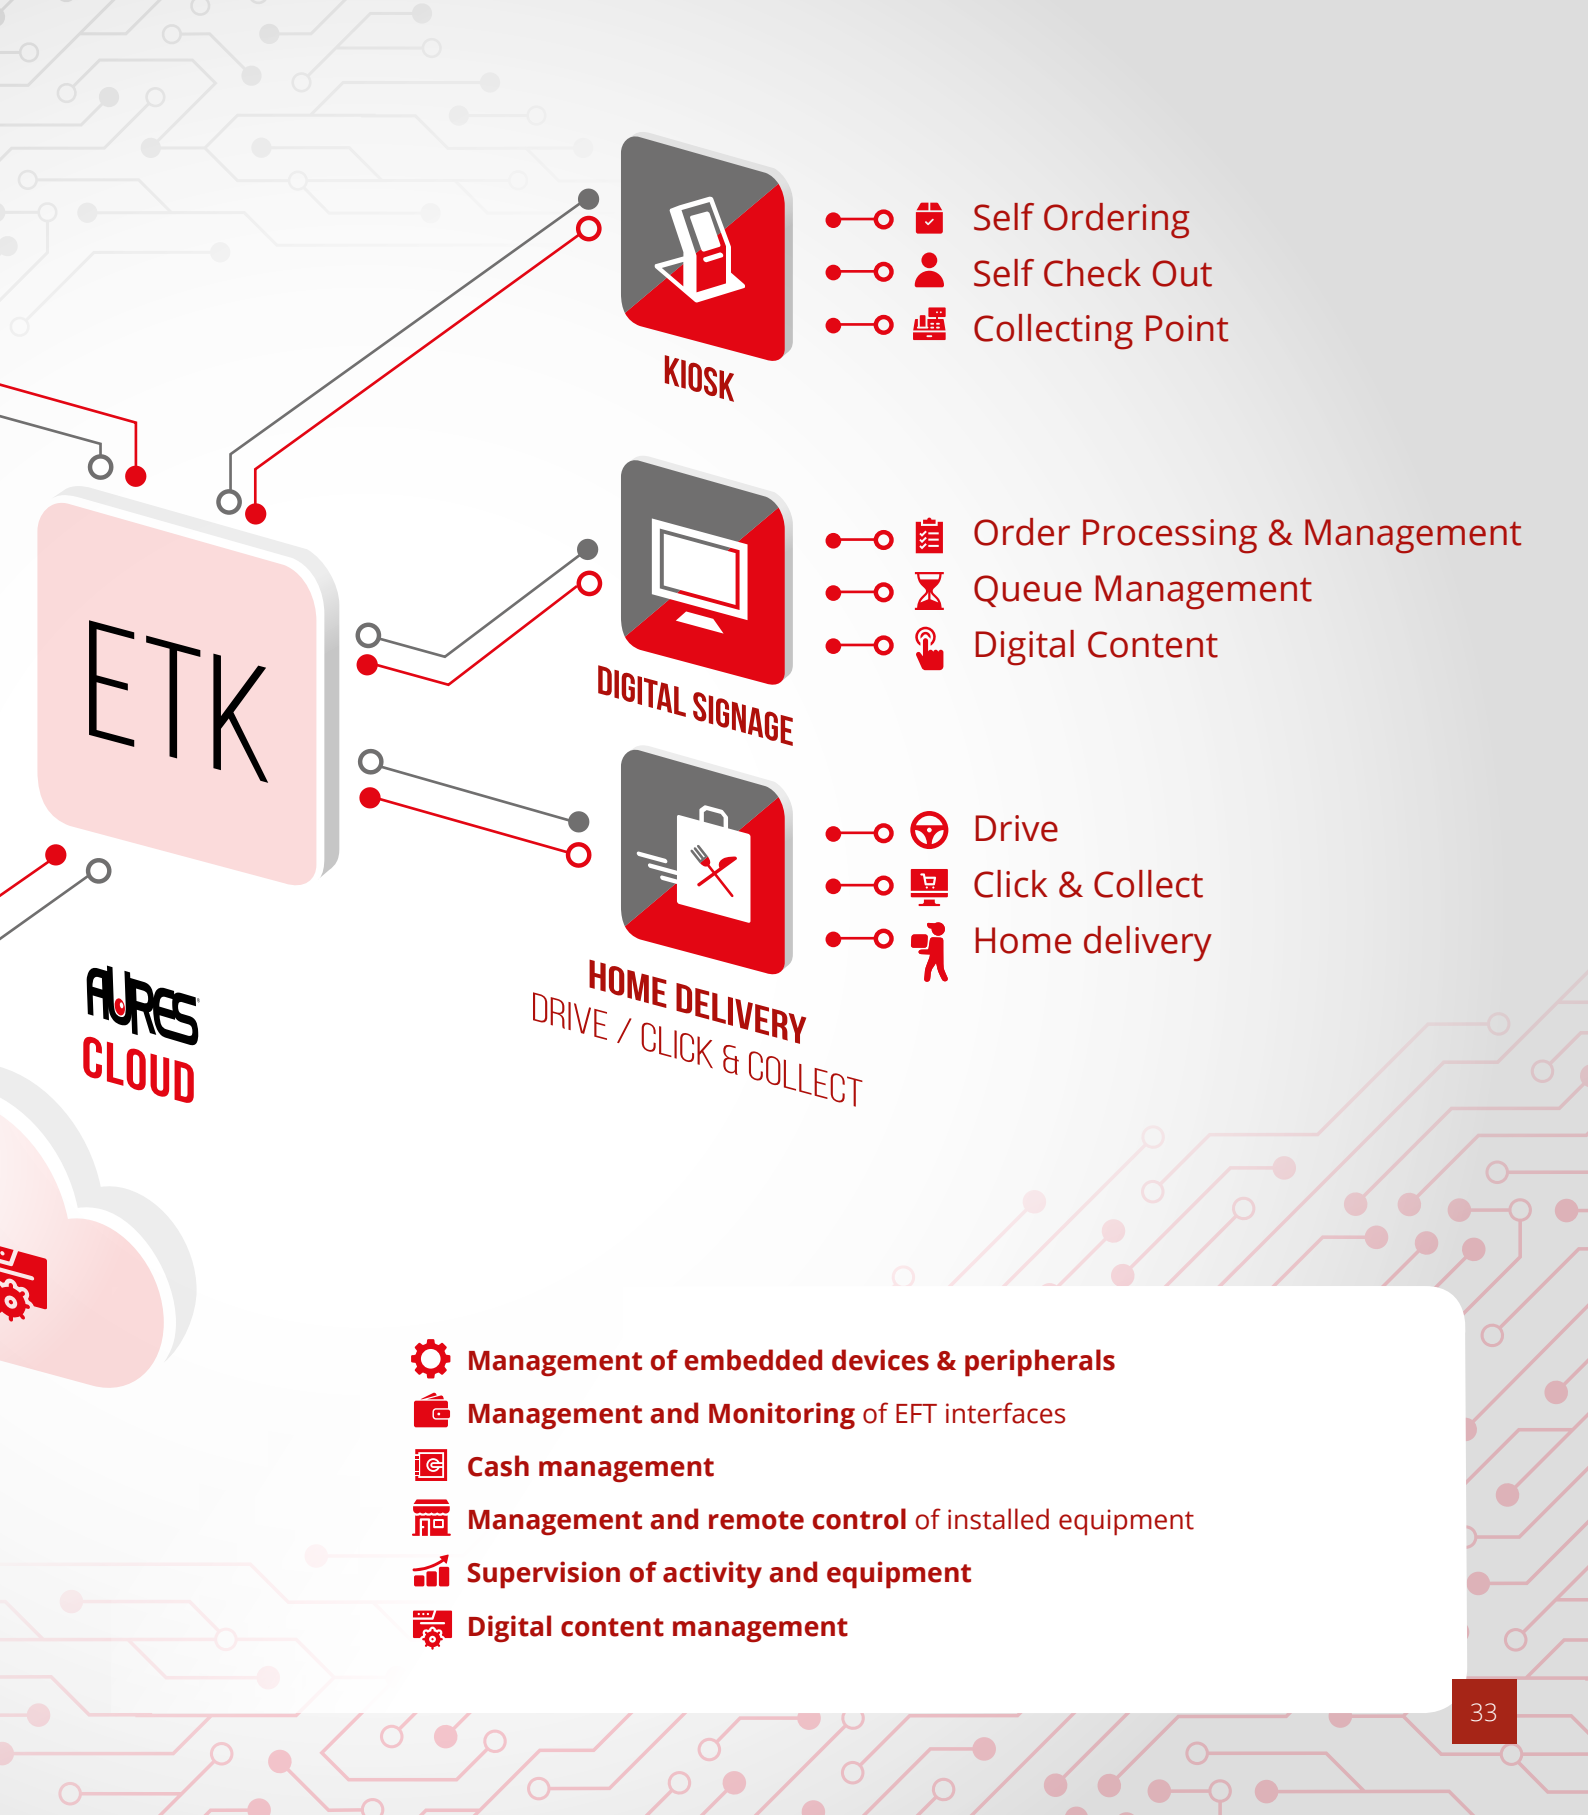 Self Ordering
Self Check Out
Collecting Point
KIOSK
Order Processing & Management
Queue Management
Digital Content
DIGITAL SIGNAGE
ETK
Drive
Click & Collect
Home delivery
HOME DELIVERY
DRIVE / CLICK & COLLECT
AURES
CLOUD
Management of embedded devices & peripherals
Management and Monitoring of EFT interfaces
Cash management
Management and remote control of installed equipment
Supervision of activity and equipment
Digital content management
33